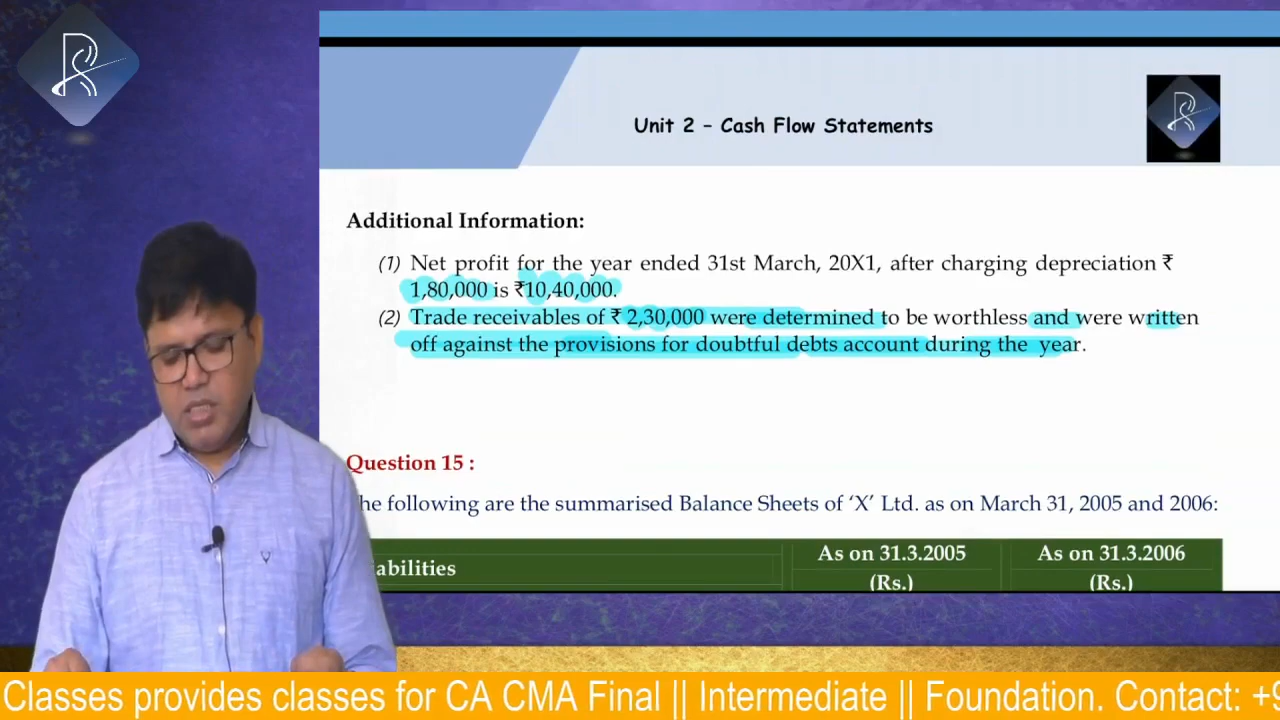 Unit 2 – Cash Flow Statements
Additional Information:
(1) Net profit for the year ended 31st March, 20X1, after charging depreciation ₹
1,80,000 is ₹10,40,000.
(2) Trade receivables of ₹ 2,30,000 were determined to be worthless and were written
off against the provisions for doubtful debts account during the year.
Question 15 :
he following are the summarised Balance Sheets of ‘X’ Ltd. as on March 31, 2005 and 2006:
abilities
As on 31.3.2005
(Rs.)
As on 31.3.2006
(Rs.)
Classes provides classes for CA CMA Final || Intermediate || Foundation. Contact: +9